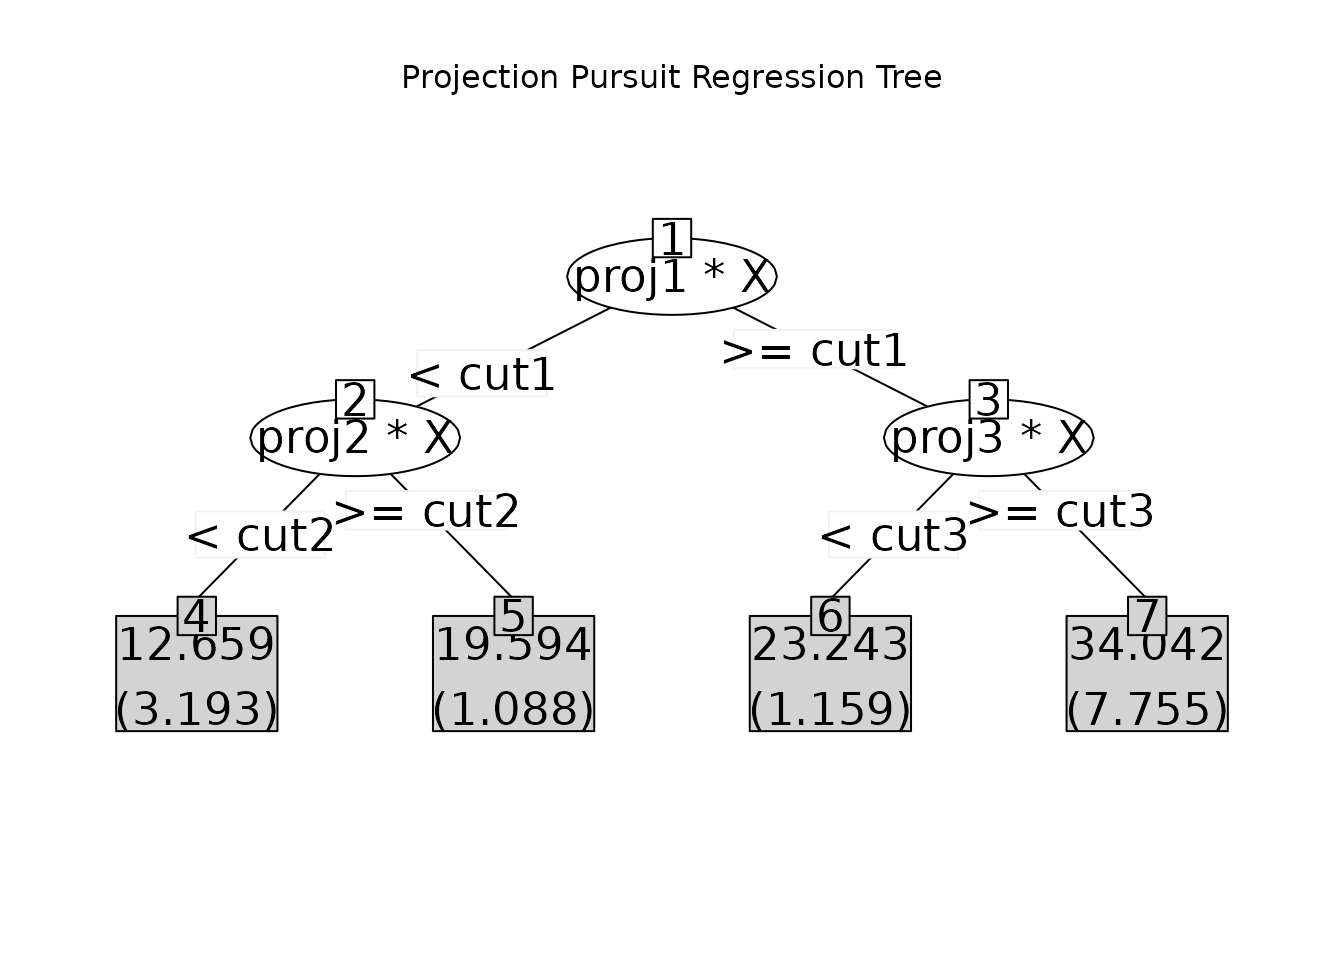 Projection Pursuit Regression Tree
1
proj1 * X
< cut1
>= cut1
2
proj2 * X
3
proj3 * X
< cut2
>= cut2
< cut3
>= cut3
4
12.659
(3.193)
5
19.594
(1.088)
6
23.243
(1.159)
7
34.042
(7.755)